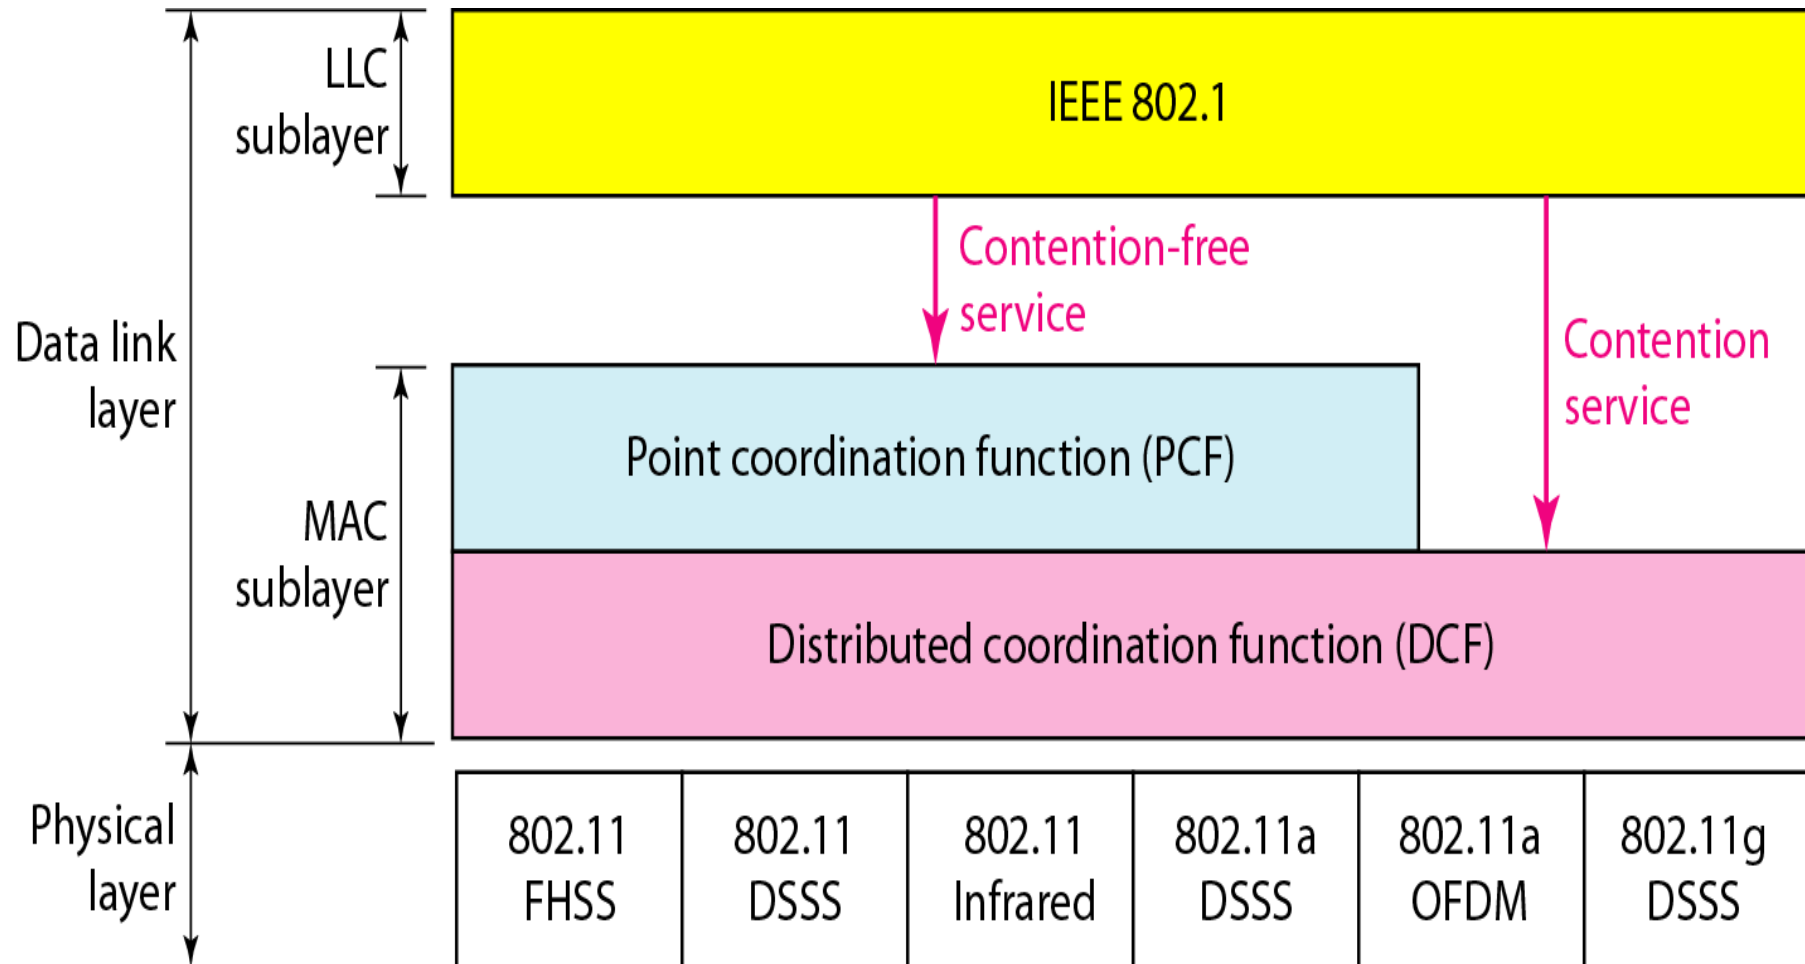 LLC
sublayer
IEEE 802.1
Contention-free
service
Contention
service
Data link
layer
Point coordination function (PCF)
MAC
sublayer
Distributed coordination function (DCF)
Physical
layer
802.11
FHSS
802.11
DSSS
802.11
Infrared
802.11a
DSSS
802.11a
OFDM
802.11g
DSSS